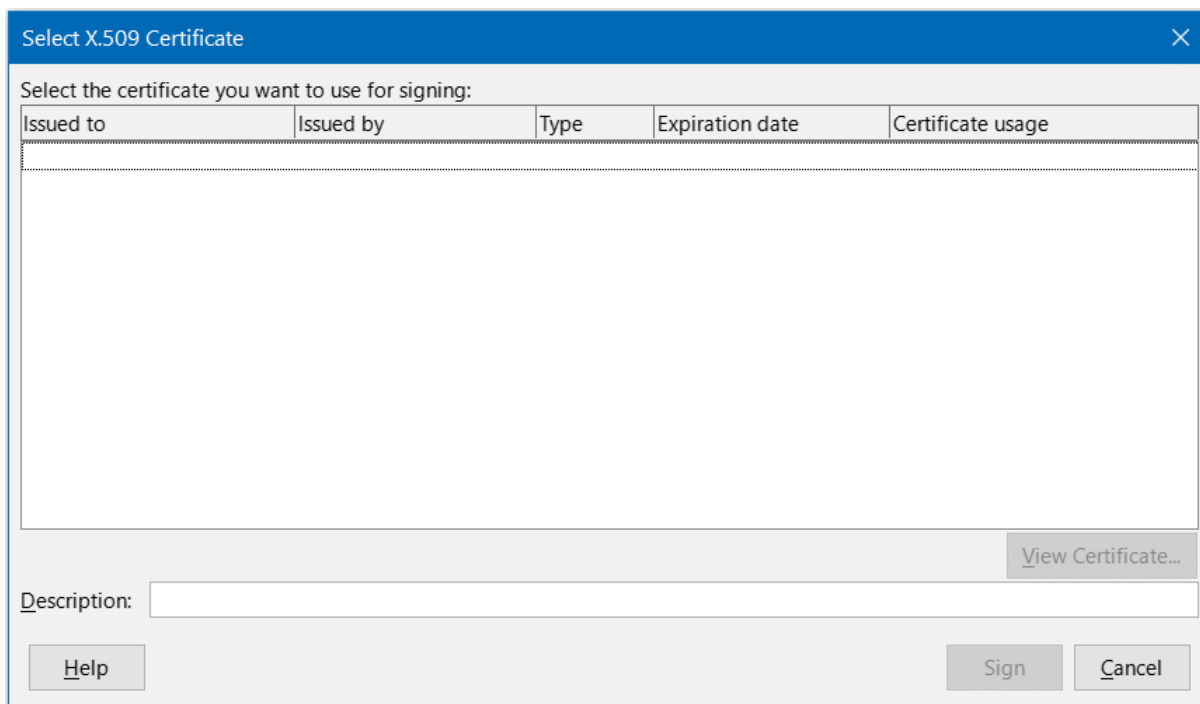 Select X.509 Certificate
Select the certificate you want to use for signing:
Issued to Issued by Type Expiration date Certificate usage
View Certificate...
Description:
Help Sign Cancel